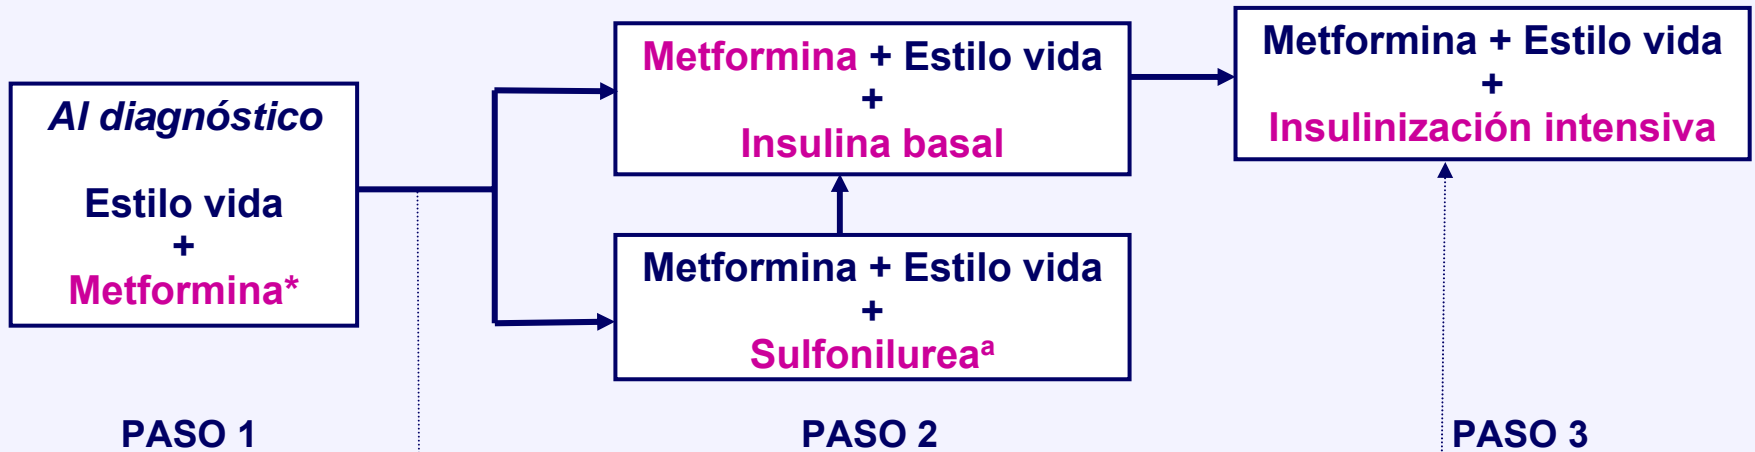 Al diagnóstico
Estilo vida
+
Metformina*
Metformina + Estilo vida
+
Insulina basal
Metformina + Estilo vida
+
Sulfonilureaª
Metformina + Estilo vida
+
Insulinización intensiva
PASO 1
PASO 2
PASO 3